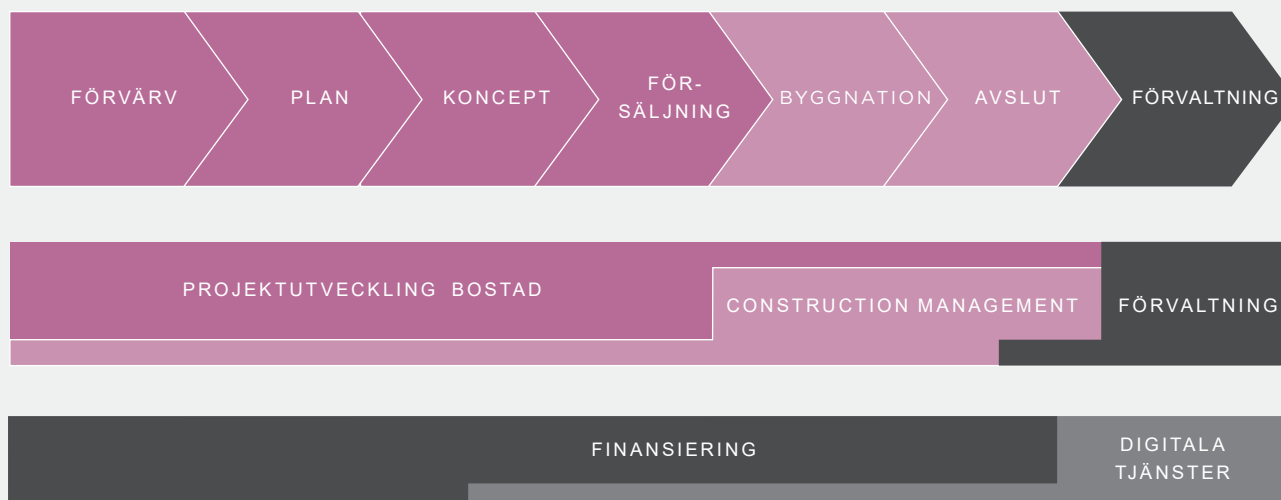 FÖRVÄRV
PLAN
KONCEPT
FÖR-
SÄLJNING
BYGGNATION
AVSLUT
FÖRVALTNING
PROJEKTUTVECKLING BOSTAD
CONSTRUCTION MANAGEMENT
FÖRVALTNING
FINANSIERING
DIGITALA
TJÄNSTER